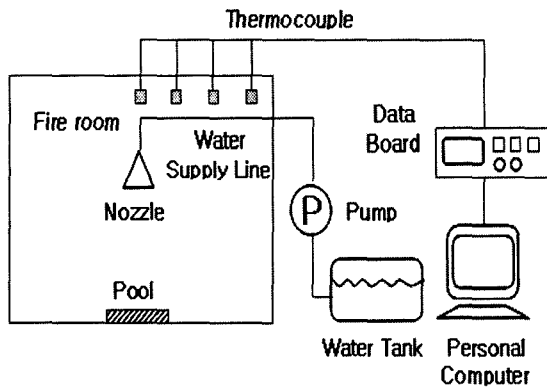 Thermocouple
Fire room
Water
Supply Line
Data
Board
Nozzle
P
Pump
Pool
Water Tank
Personal
Computer